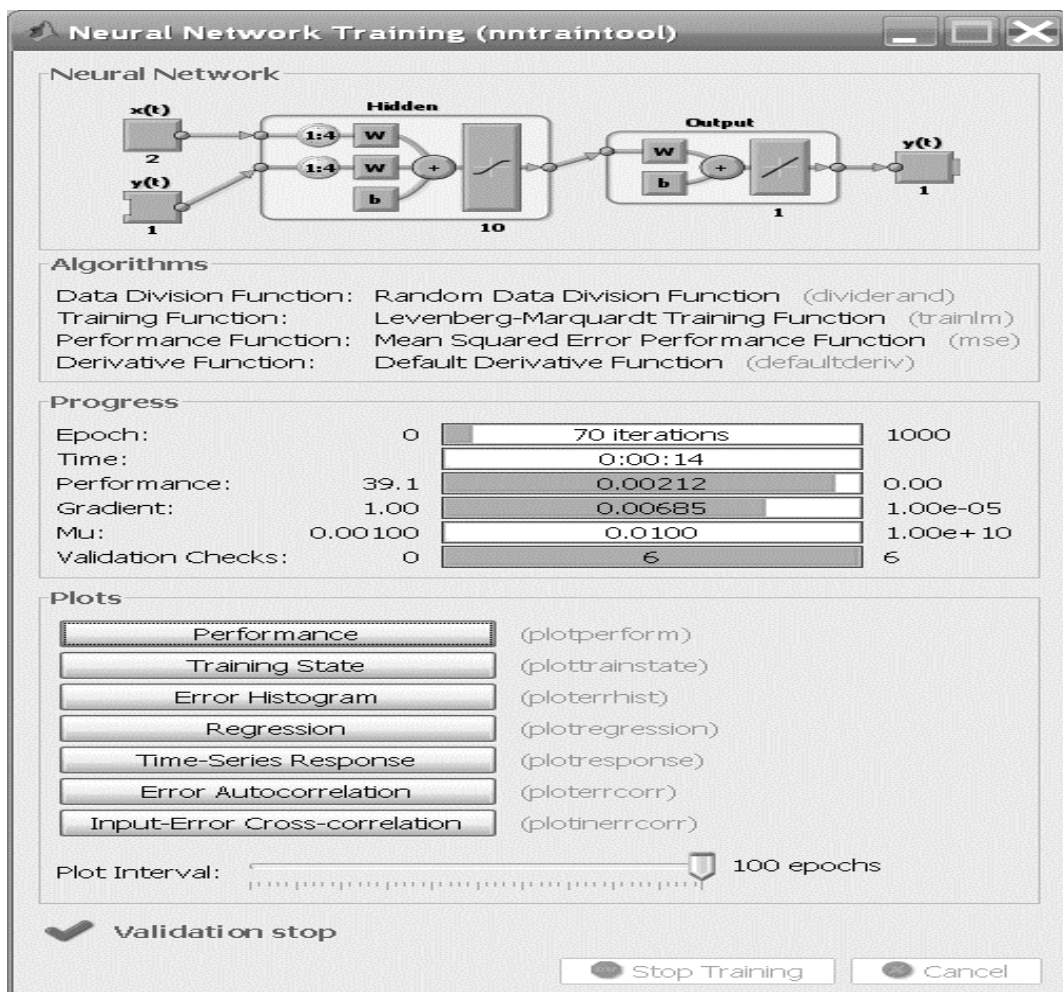 Neural Network Training (nntraintool)
Neural Network
x(t)
2
y(t)
1
Hidden
1:4 W
1:4 W
b
+
10
Output
W
b
+
1
y(t)
1
Algorithms
Data Division Function: Random Data Division Function (dividerand)
Training Function: Levenberg-Marquardt Training Function (trainlm)
Performance Function: Mean Squared Error Performance Function (mse)
Derivative Function: Default Derivative Function (defaultderiv)
Progress
Epoch: 0 70 iterations 1000
Time: 0:00:14
Performance: 39.1 0.00212 0.00
Gradient: 1.00 0.00685 1.00e-05
Mu: 0.00100 0.0100 1.00e+10
Validation Checks: 0 6 6
Plots
Performance (plotperform)
Training State (plottrainstate)
Error Histogram (ploterrhist)
Regression (plotregression)
Time-Series Response (plotresponse)
Error Autocorrelation (ploterrcorr)
Input-Error Cross-correlation (plotinerrcorr)
Plot Interval: 100 epochs
Validation stop
Stop Training Cancel